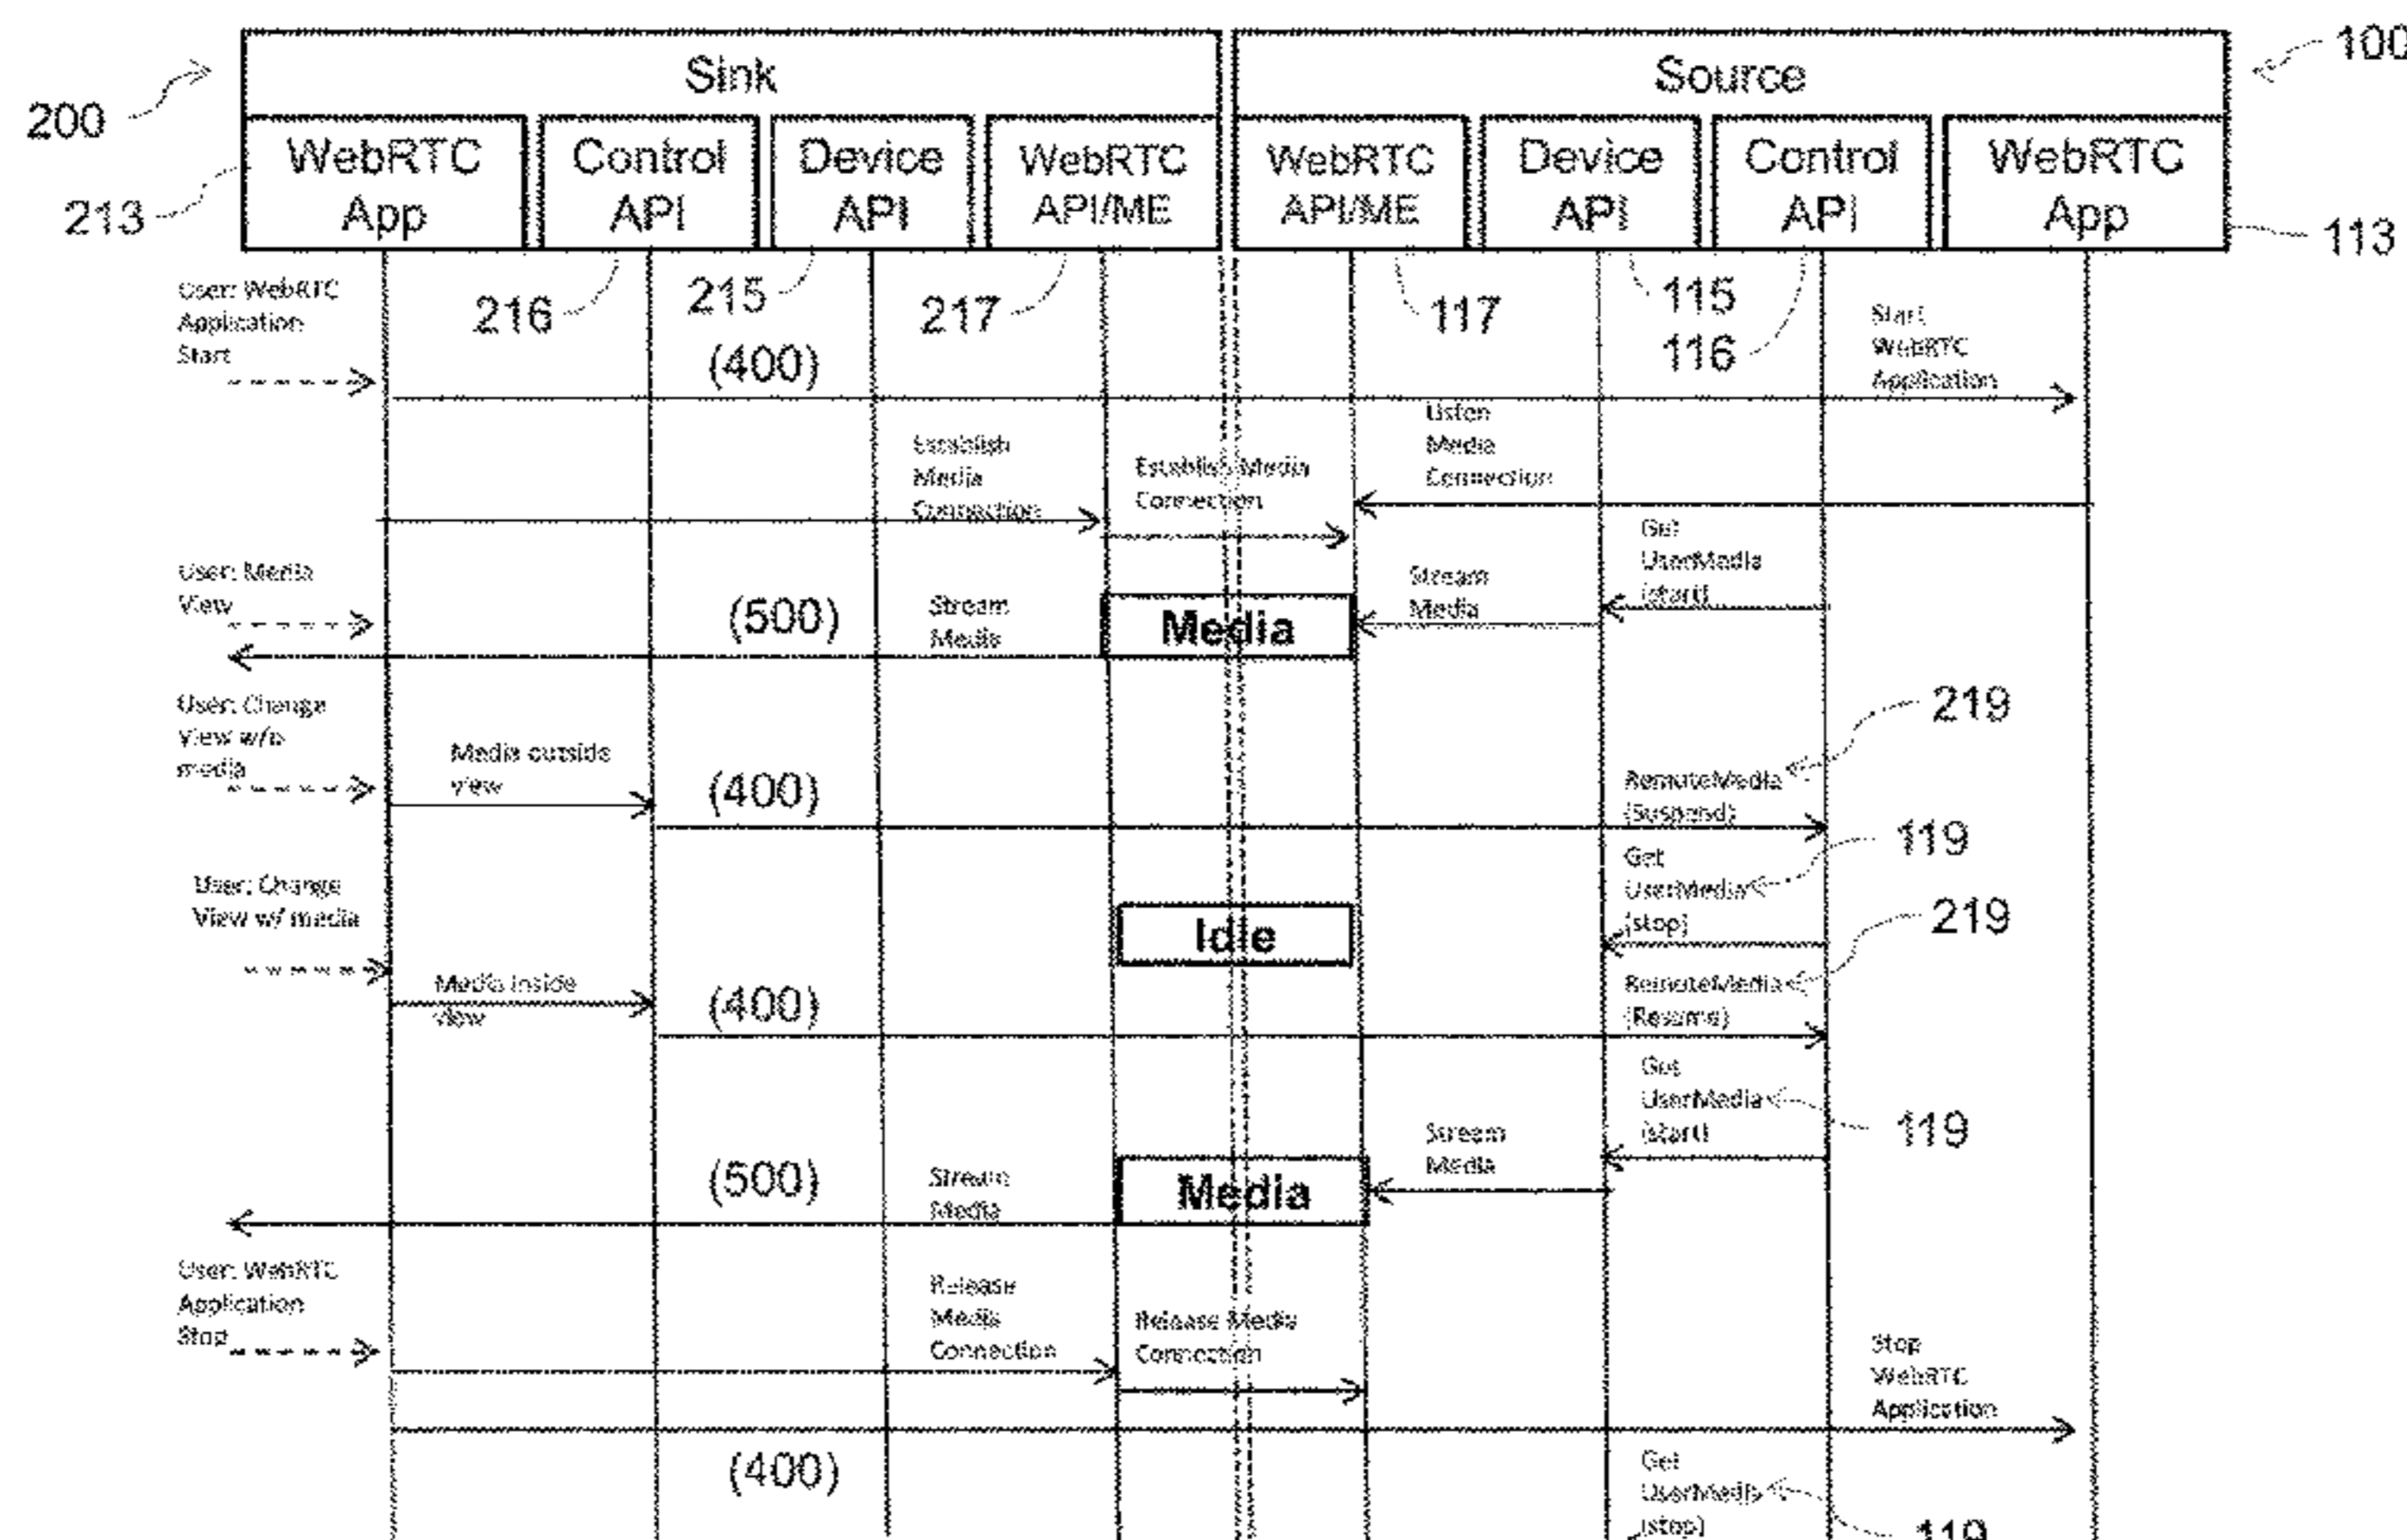 Sink
Source
100
200
WebRTC
App
Control
API
Device
API
WebRTC
API/ME
WebRTC
API/ME
Device
API
Control
API
WebRTC
App
213
113
216
215
217
117
115
116
User: WebRTC
Application
Start
(400)
Start
WebRTC
Application
Establish
Media
Connection
Establish Media
Connection
Listen
Media
Connection
Get
UserMedia
(start)
User: Media
View
(500)
Stream
Media
Media
Stream
Media
User: Change
View w/o
media
Media outside
view
(400)
RemoteMedia
(Suspend)
219
Get
UserMedia
(stop)
119
User: Change
View w/ media
Idle
219
Media inside
view
(400)
RemoteMedia
(Resume)
Get
UserMedia
(start)
119
(500)
Stream
Media
Media
Stream
Media
User: WebRTC
Application
Stop
Release
Media
Connection
Release Media
Connection
Stop
WebRTC
Application
(400)
Get
UserMedia
(stop)
119